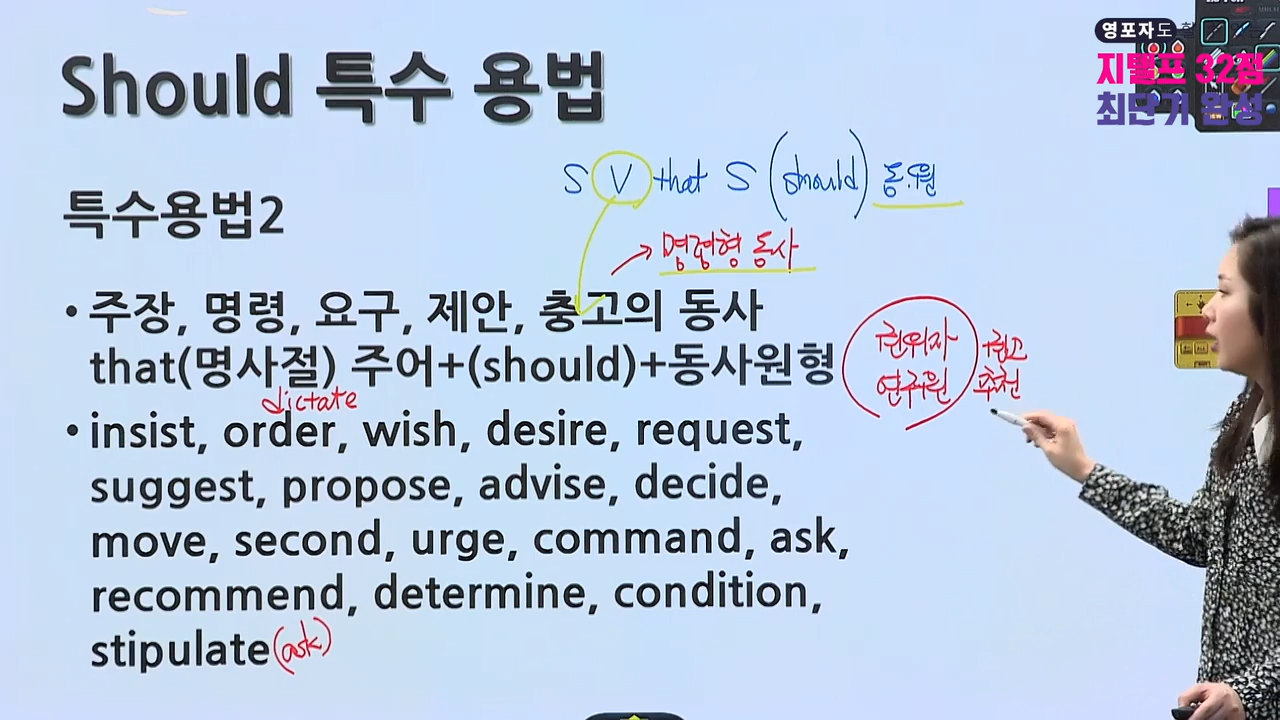 영포자도
지텔프 32점
최단기 완성
Should 특수 용법
S V that S (should) 동.원
특수용법2
→ 명령형 동사
• 주장, 명령, 요구, 제안, 충고의 동사
that(명사절) 주어+(should)+동사원형
권위자 권고
연구원 추천
dictate
• insist, order, wish, desire, request,
suggest, propose, advise, decide,
move, second, urge, command, ask,
recommend, determine, condition,
stipulate (ask)